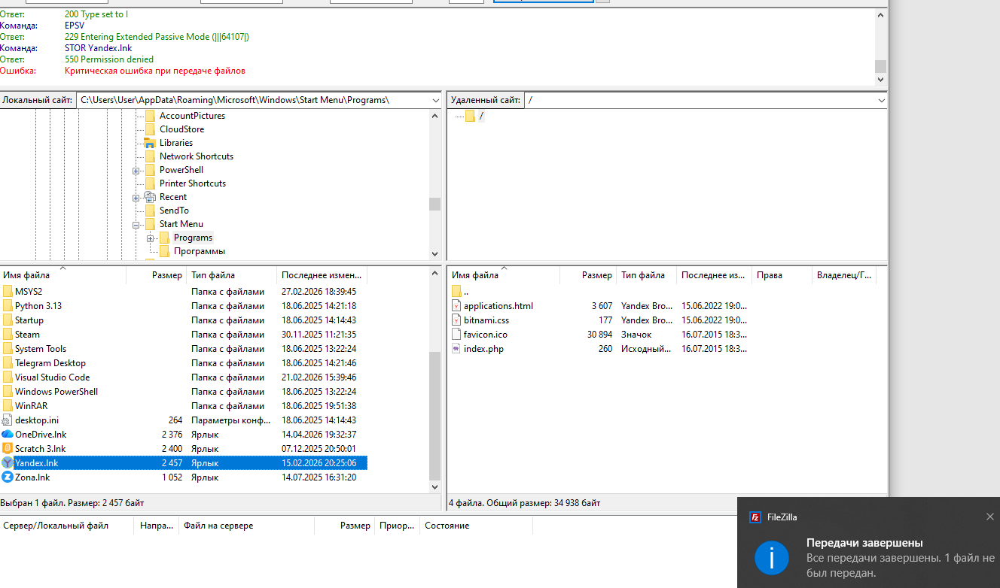 Ответ: 200 Type set to I
Команда: EPSV
Ответ: 229 Entering Extended Passive Mode (|||64107|)
Команда: STOR Yandex.lnk
Ответ: 550 Permission denied
Ошибка: Критическая ошибка при передаче файлов
Локальный сайт: C:\Users\User\AppData\Roaming\Microsoft\Windows\Start Menu\Programs\
Удаленный сайт: /
AccountPictures
CloudStore
Libraries
Network Shortcuts
PowerShell
Printer Shortcuts
Recent
SendTo
Start Menu
Programs
Программы
/
Имя файла Размер Тип файла Последнее измен...
MSYS2 Папка с файлами 27.02.2026 18:39:45
Python 3.13 Папка с файлами 18.06.2025 14:21:18
Startup Папка с файлами 18.06.2025 14:14:43
Steam Папка с файлами 30.11.2025 11:21:35
System Tools Папка с файлами 18.06.2025 13:22:24
Telegram Desktop Папка с файлами 18.06.2025 14:21:46
Visual Studio Code Папка с файлами 21.02.2026 15:39:46
Windows PowerShell Папка с файлами 18.06.2025 13:22:24
WinRAR Папка с файлами 18.06.2025 19:51:38
desktop.ini 264 Параметры конф... 18.06.2025 14:14:43
OneDrive.lnk 2 376 Ярлык 14.04.2026 19:32:37
Scratch 3.lnk 2 400 Ярлык 07.12.2025 20:50:01
Yandex.lnk 2 457 Ярлык 15.02.2026 20:25:06
Zona.lnk 1 052 Ярлык 14.07.2025 16:31:20
Выбран 1 файл. Размер: 2 457 байт
Имя файла Размер Тип файла Последнее из... Права Владелец/Г...
..
applications.html 3 607 Yandex Bro... 15.06.2022 19:0...
bitnami.css 177 Yandex Bro... 15.06.2022 19:0...
favicon.ico 30 894 Значок 16.07.2015 18:3...
index.php 260 Исходный... 16.07.2015 18:3...
4 файла. Общий размер: 34 938 байт
Сервер/Локальный файл Напра... Файл на сервере Размер Приор... Состояние
FileZilla
Передачи завершены
Все передачи завершены. 1 файл не
был передан.